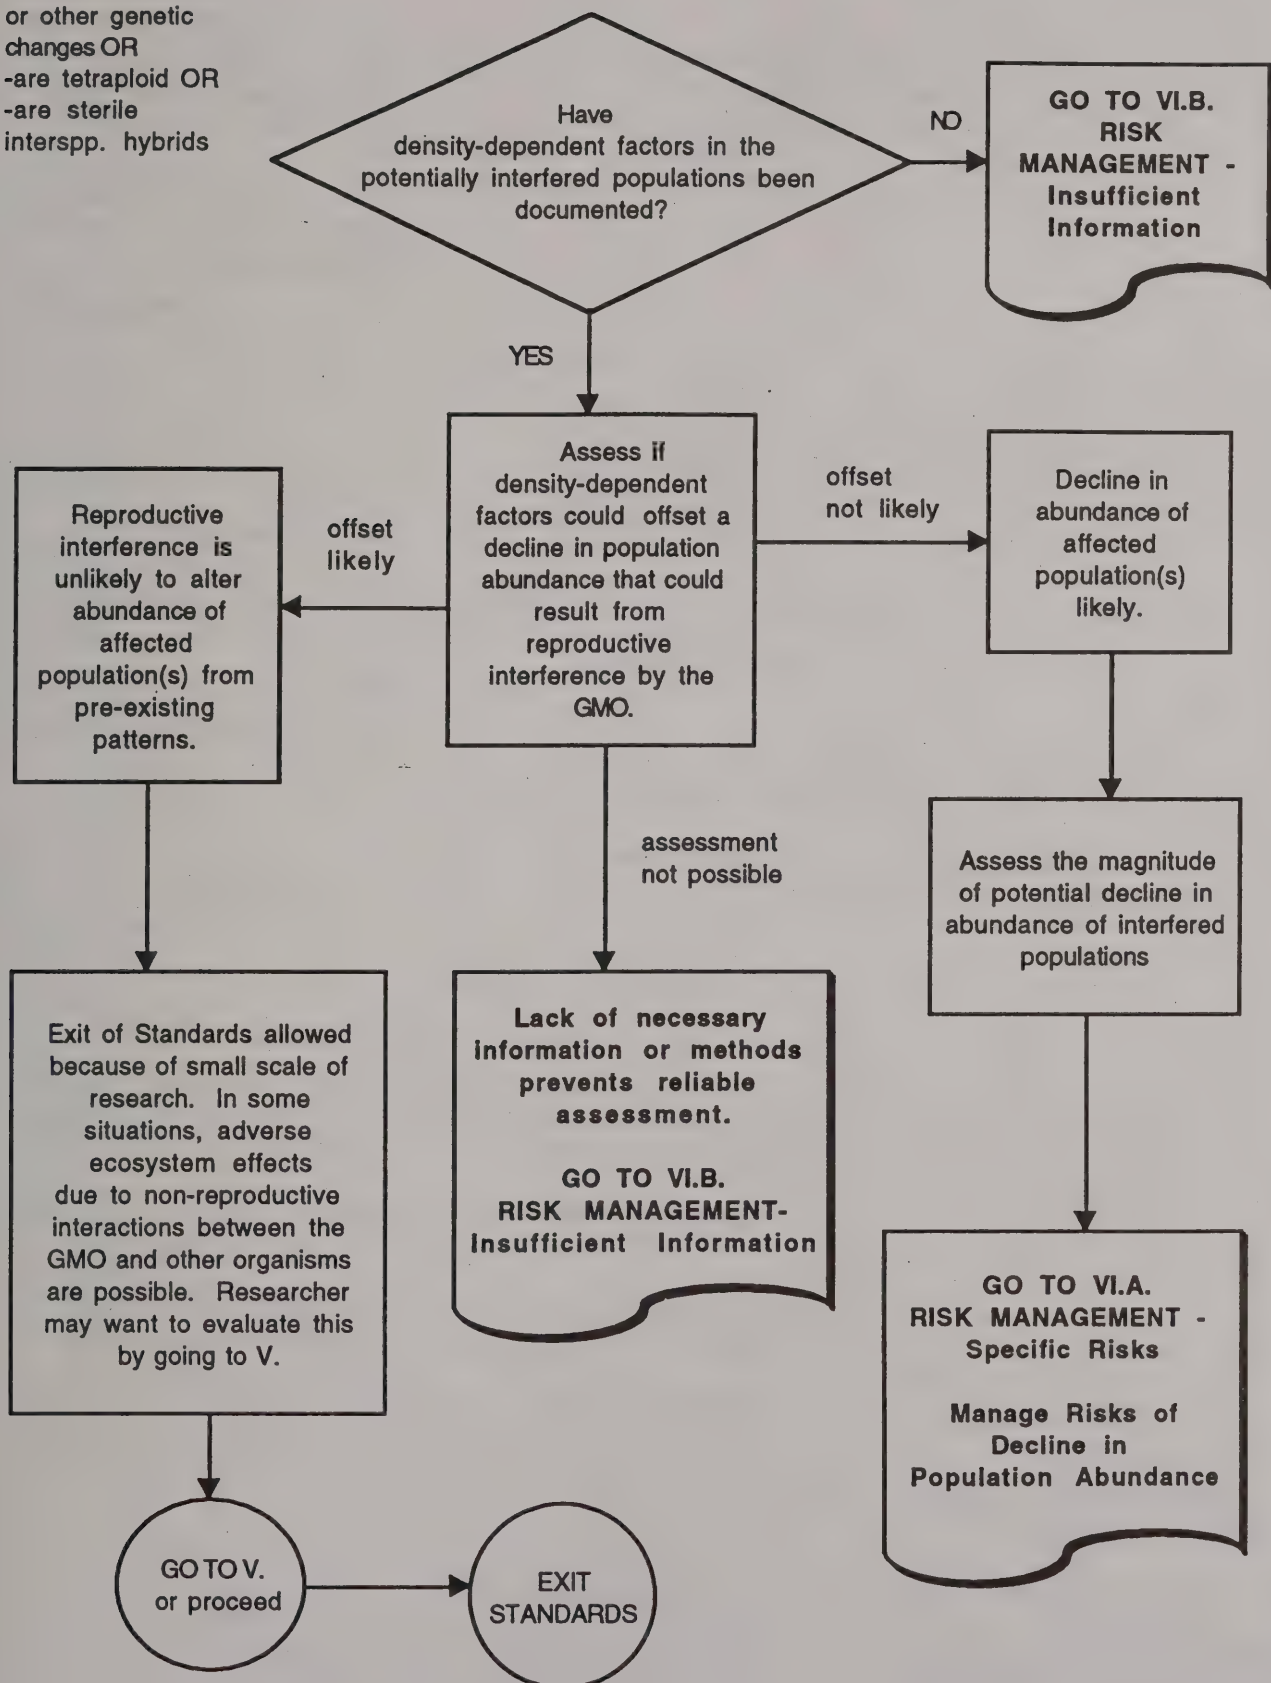 or other genetic
changes OR
-are tetraploid OR
-are sterile
interspp. hybrids
Have
density-dependent factors in the
potentially interfered populations been
documented?
NO
GO TO VI.B.
RISK
MANAGEMENT -
Insufficient
Information
YES
Assess if
density-dependent
factors could offset a
decline in population
abundance that could
result from
reproductive
interference by the
GMO.
offset
likely
offset
not likely
Reproductive
interference is
unlikely to alter
abundance of
affected
population(s) from
pre-existing
patterns.
Decline in
abundance of
affected
population(s)
likely.
assessment
not possible
Assess the magnitude
of potential decline in
abundance of interfered
populations
Exit of Standards allowed
because of small scale of
research. In some
situations, adverse
ecosystem effects
due to non-reproductive
interactions between the
GMO and other organisms
are possible. Researcher
may want to evaluate this
by going to V.
Lack of necessary
information or methods
prevents reliable
assessment.
GO TO VI.B.
RISK MANAGEMENT-
Insufficient Information
GO TO VI.A.
RISK MANAGEMENT -
Specific Risks
Manage Risks of
Decline in
Population Abundance
GO TO V.
or proceed
EXIT
STANDARDS